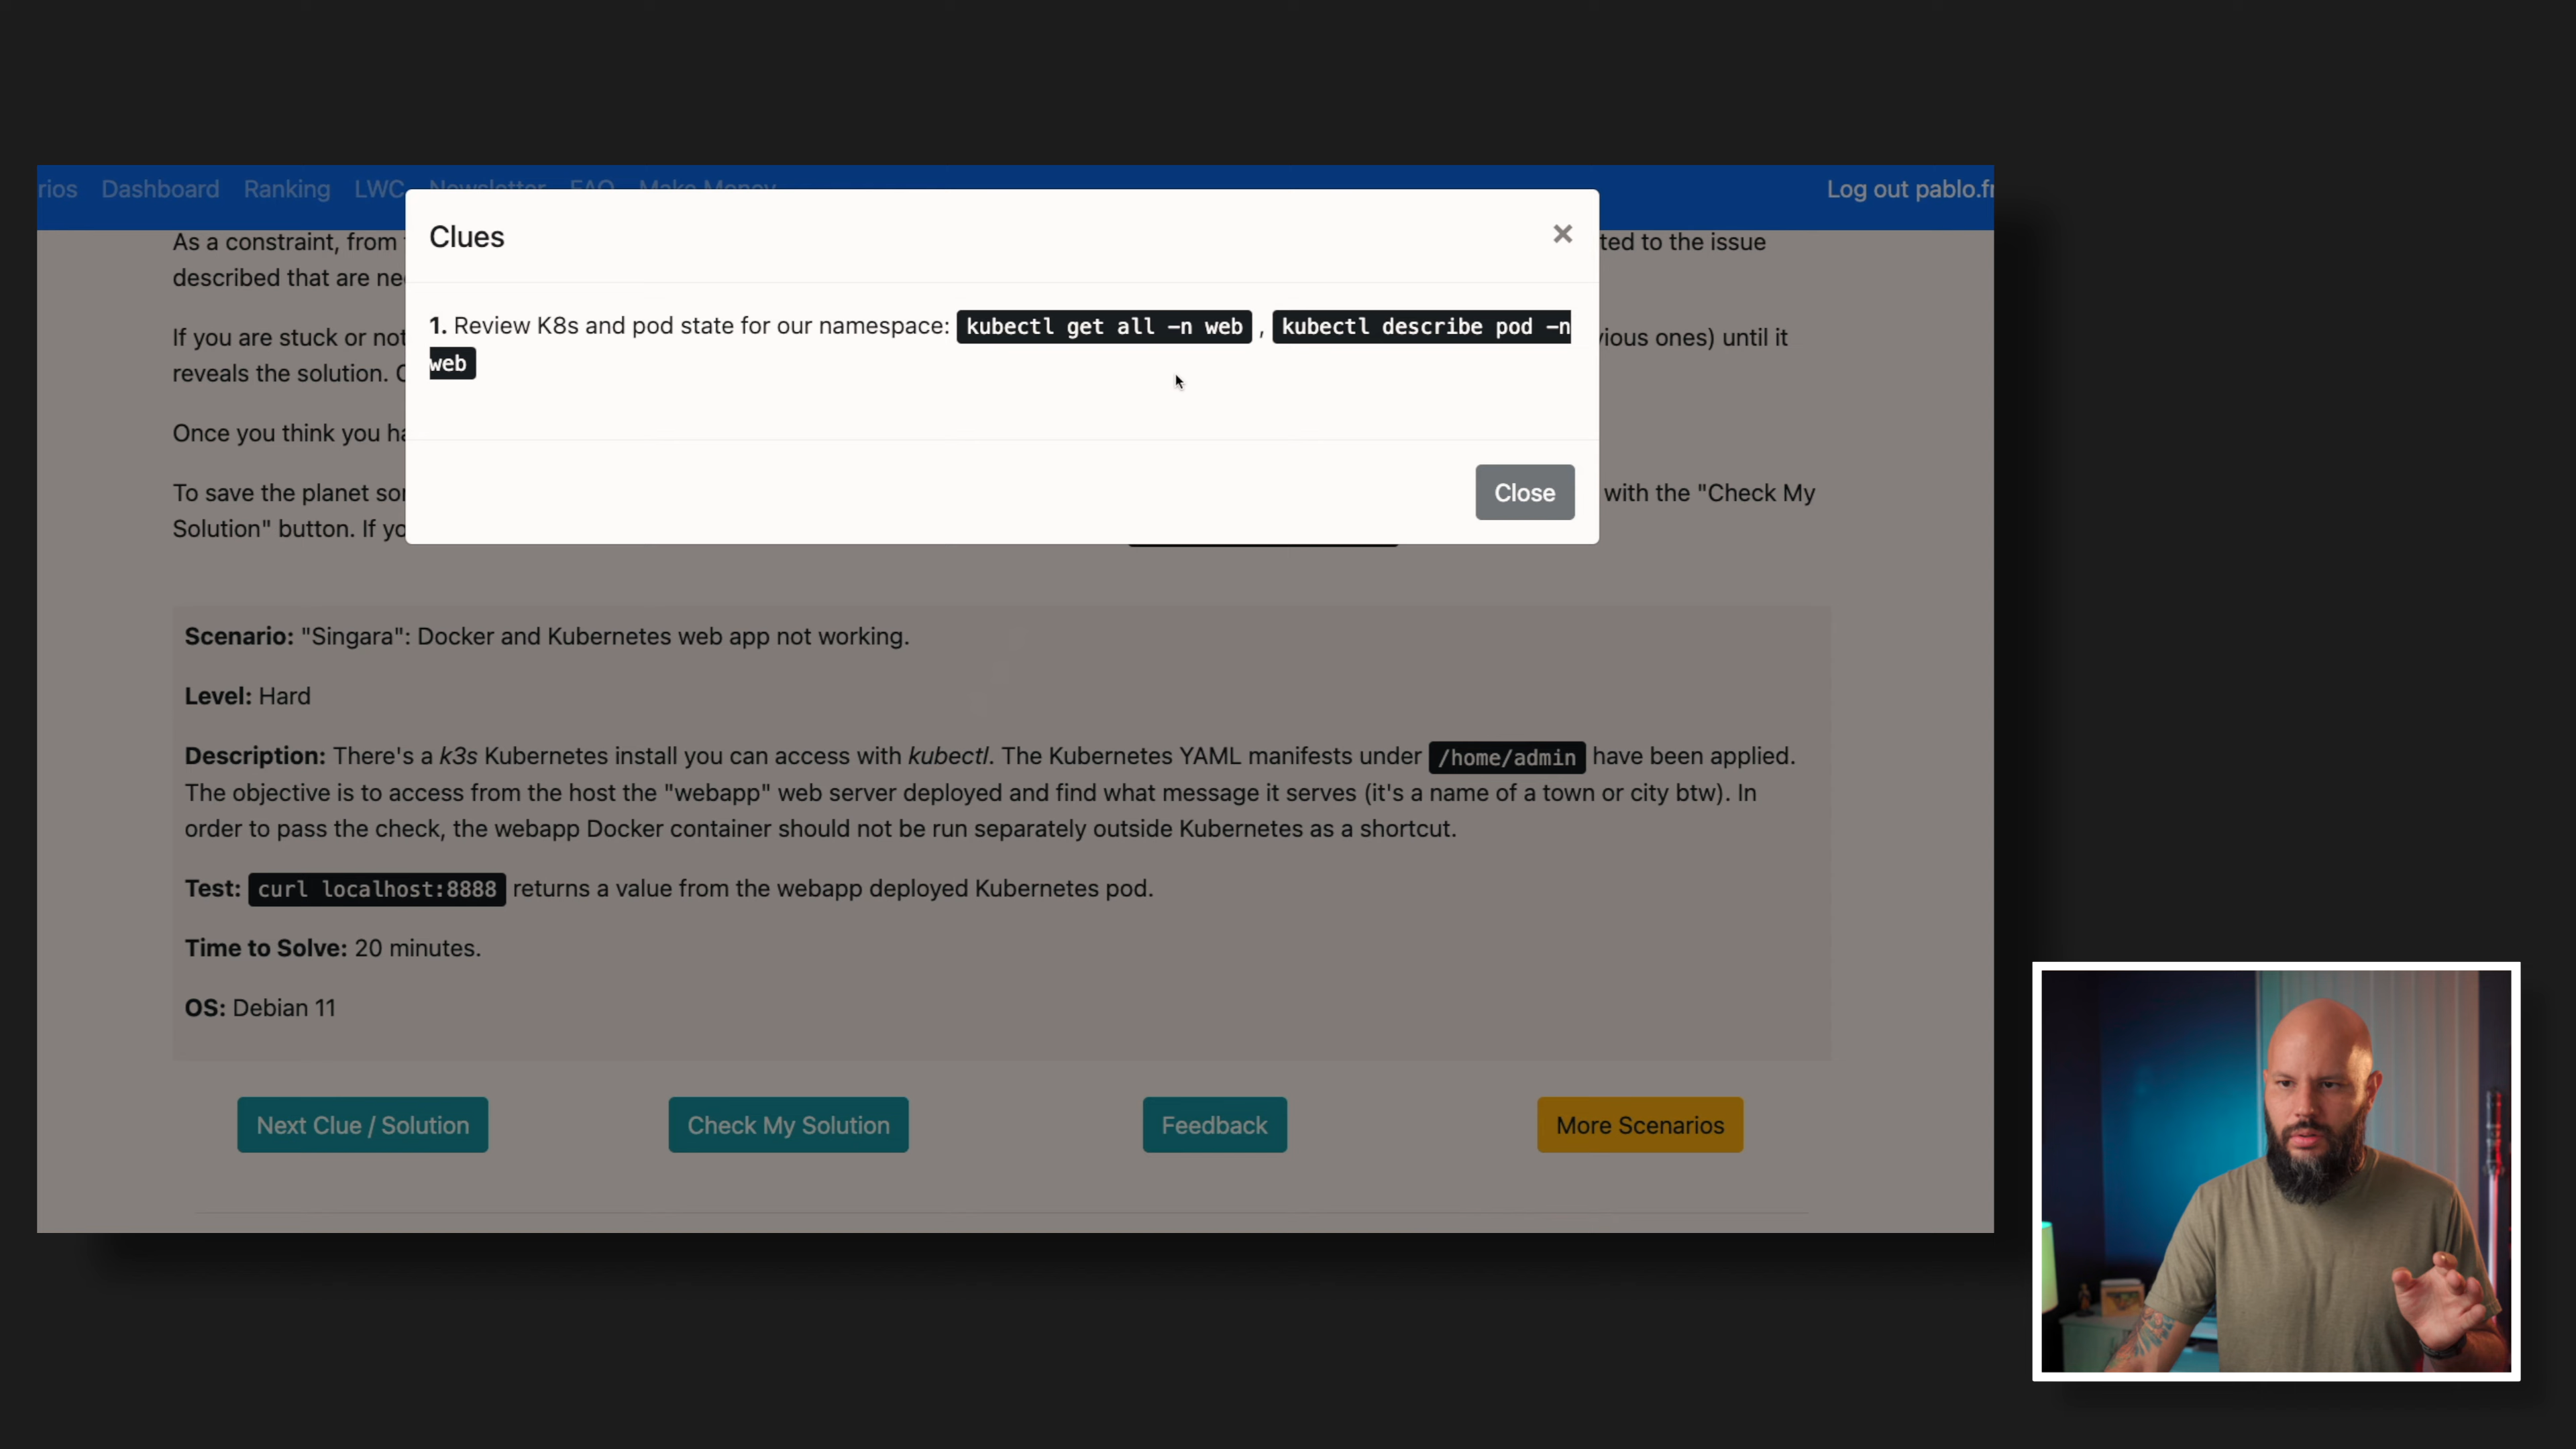 rios Dashboard Ranking LWC Newsletter FAQ Make Money Log out pablo.fr
Clues
×
As a constraint, from ted to the issue
described that are ne
1. Review K8s and pod state for our namespace: kubectl get all -n web , kubectl describe pod -n
web
If you are stuck or not vious ones) until it
reveals the solution.
Once you think you ha
To save the planet so with the "Check My
Close
Solution" button. If yo
Scenario: "Singara": Docker and Kubernetes web app not working.
Level: Hard
Description: There's a k3s Kubernetes install you can access with kubectl. The Kubernetes YAML manifests under /home/admin have been applied.
The objective is to access from the host the "webapp" web server deployed and find what message it serves (it's a name of a town or city btw). In
order to pass the check, the webapp Docker container should not be run separately outside Kubernetes as a shortcut.
Test: curl localhost:8888 returns a value from the webapp deployed Kubernetes pod.
Time to Solve: 20 minutes.
OS: Debian 11
Next Clue / Solution Check My Solution Feedback More Scenarios